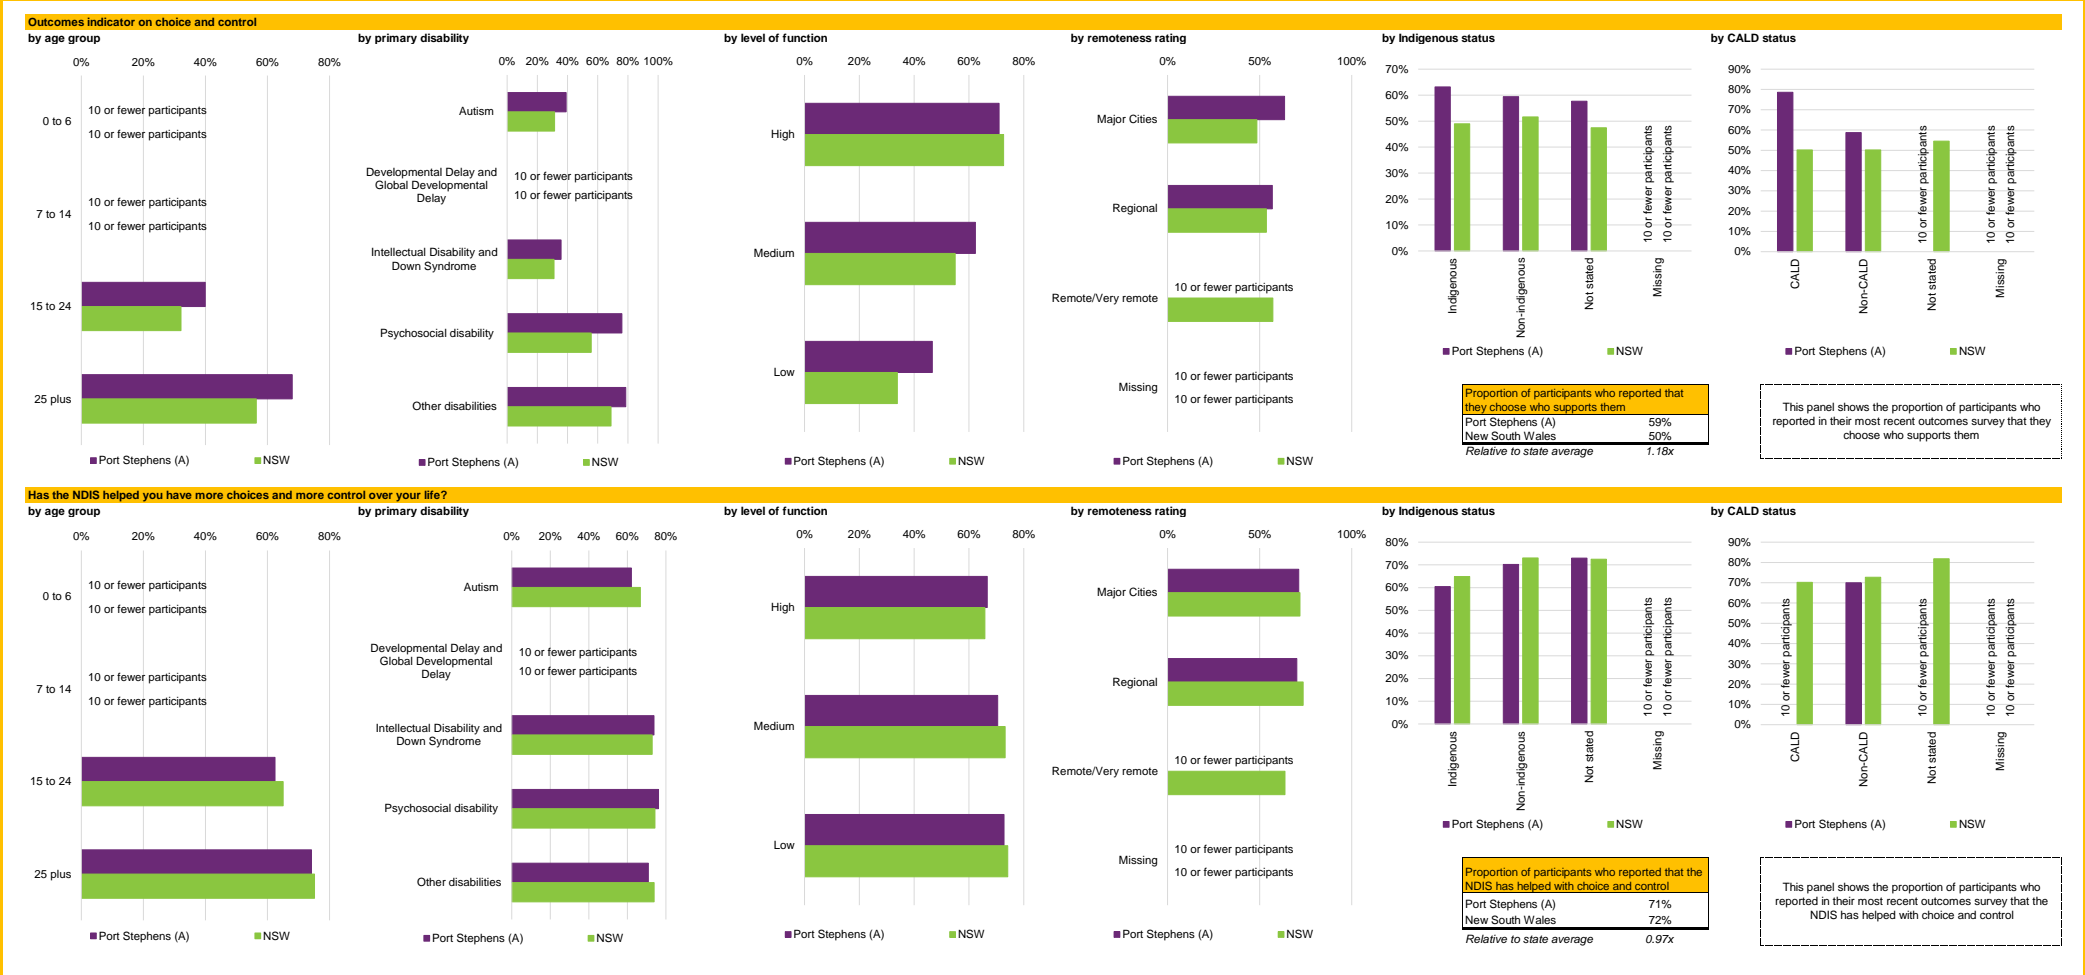 Outcomes indicator on choice and control
by age group
0% 20% 40% 60% 80%
0 to 6
10 or fewer participants
10 or fewer participants
7 to 14
10 or fewer participants
10 or fewer participants
15 to 24
25 plus
Port Stephens (A) NSW
by primary disability
0% 20% 40% 60% 80% 100%
Autism
Developmental Delay and
Global Developmental
Delay
10 or fewer participants
10 or fewer participants
Intellectual Disability and
Down Syndrome
Psychosocial disability
Other disabilities
Port Stephens (A) NSW
by level of function
0% 20% 40% 60% 80%
High
Medium
Low
Port Stephens (A) NSW
by remoteness rating
0% 50% 100%
Major Cities
Regional
Remote/Very remote
10 or fewer participants
Missing
10 or fewer participants
10 or fewer participants
Port Stephens (A) NSW
by Indigenous status
70%
60%
50%
40%
30%
20%
10%
0%
10 or fewer participants
10 or fewer participants
Indigenous
Non-indigenous
Not stated
Missing
Port Stephens (A) NSW
by CALD status
90%
80%
70%
60%
50%
40%
30%
20%
10%
0%
10 or fewer participants
10 or fewer participants
10 or fewer participants
CALD
Non-CALD
Not stated
Missing
Port Stephens (A) NSW
Proportion of participants who reported that
they choose who supports them
Port Stephens (A) 59%
New South Wales 50%
Relative to state average 1.18x
This panel shows the proportion of participants who
reported in their most recent outcomes survey that they
choose who supports them
Has the NDIS helped you have more choices and more control over your life?
by age group
0% 20% 40% 60% 80%
0 to 6
10 or fewer participants
10 or fewer participants
7 to 14
10 or fewer participants
10 or fewer participants
15 to 24
25 plus
Port Stephens (A) NSW
by primary disability
0% 20% 40% 60% 80%
Autism
Developmental Delay and
Global Developmental
Delay
10 or fewer participants
10 or fewer participants
Intellectual Disability and
Down Syndrome
Psychosocial disability
Other disabilities
Port Stephens (A) NSW
by level of function
0% 20% 40% 60% 80%
High
Medium
Low
Port Stephens (A) NSW
by remoteness rating
0% 50% 100%
Major Cities
Regional
Remote/Very remote
10 or fewer participants
Missing
10 or fewer participants
10 or fewer participants
Port Stephens (A) NSW
by Indigenous status
80%
70%
60%
50%
40%
30%
20%
10%
0%
10 or fewer participants
10 or fewer participants
Indigenous
Non-indigenous
Not stated
Missing
Port Stephens (A) NSW
by CALD status
90%
80%
70%
60%
50%
40%
30%
20%
10%
0%
10 or fewer participants
10 or fewer participants
10 or fewer participants
10 or fewer participants
CALD
Non-CALD
Not stated
Missing
Port Stephens (A) NSW
Proportion of participants who reported that the
NDIS has helped with choice and control
Port Stephens (A) 71%
New South Wales 72%
Relative to state average 0.97x
This panel shows the proportion of participants who
reported in their most recent outcomes survey that the
NDIS has helped with choice and control